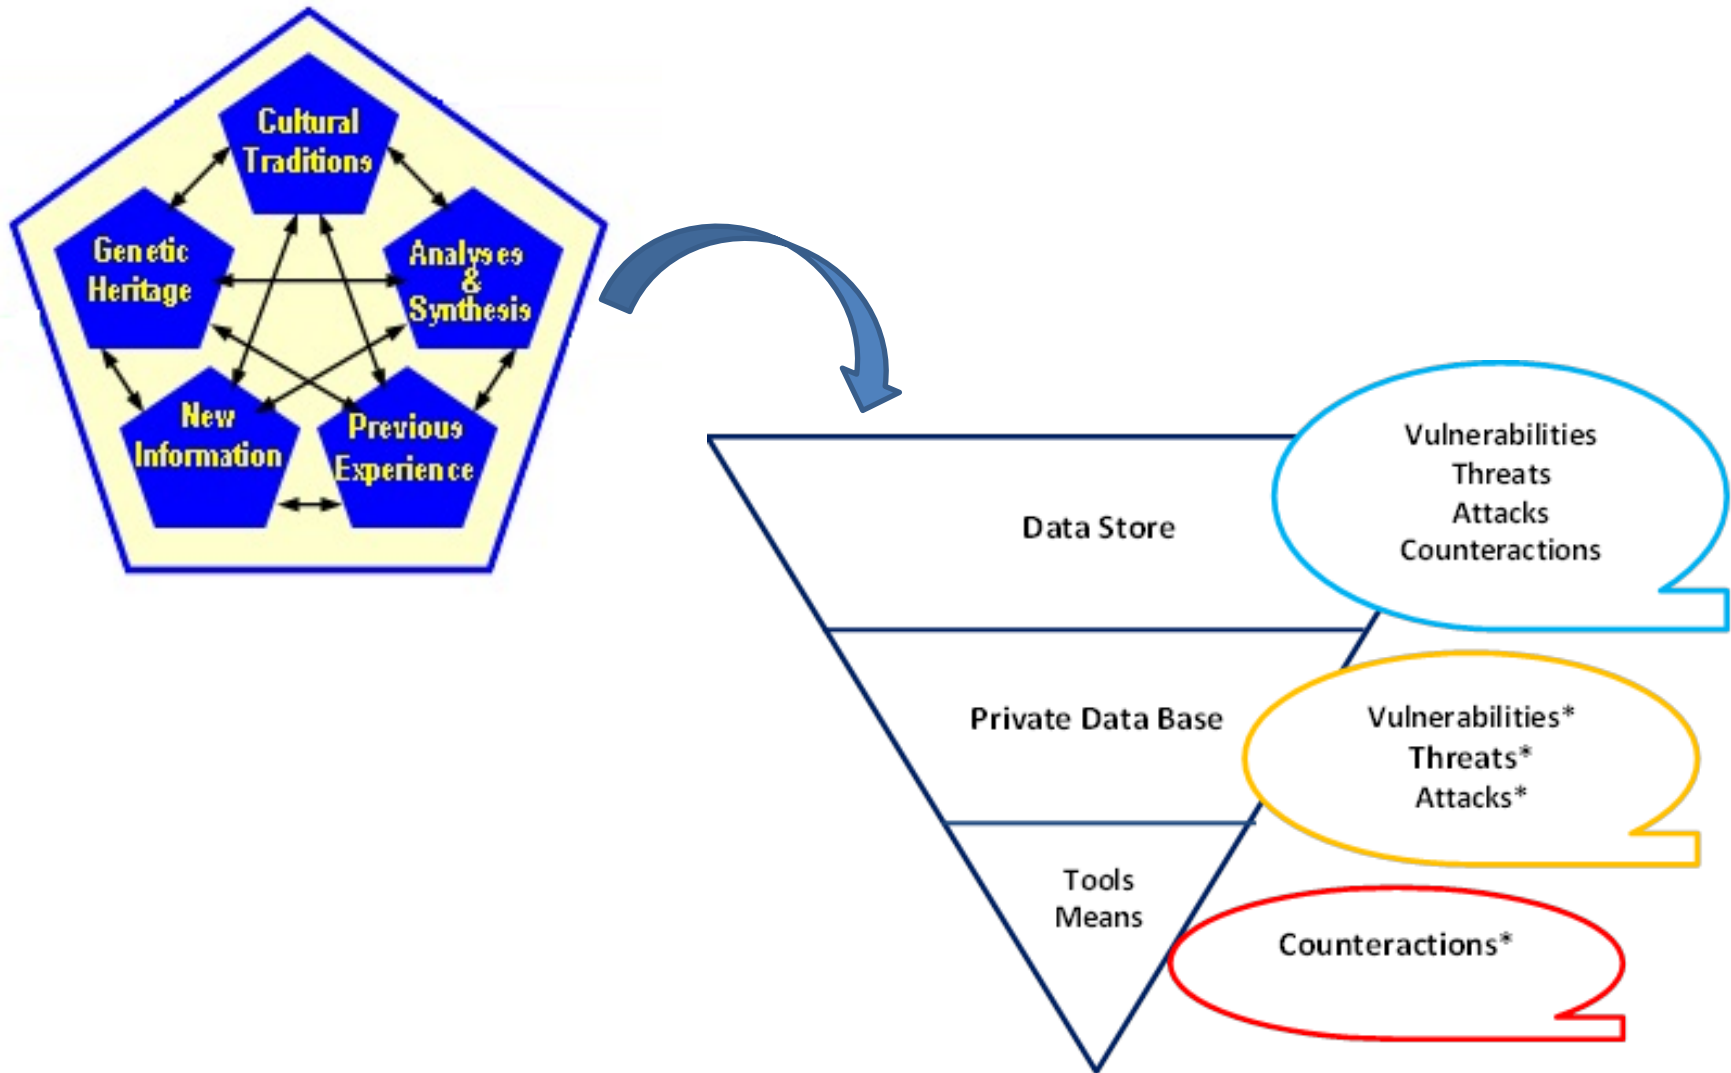 Cultural
Traditions
Genetic
Heritage
Analyses
&
Synthesis
New
Information
Previous
Experience
Data Store
Vulnerabilities
Threats
Attacks
Counteractions
Private Data Base
Vulnerabilities*
Threats*
Attacks*
Tools
Means
Counteractions*